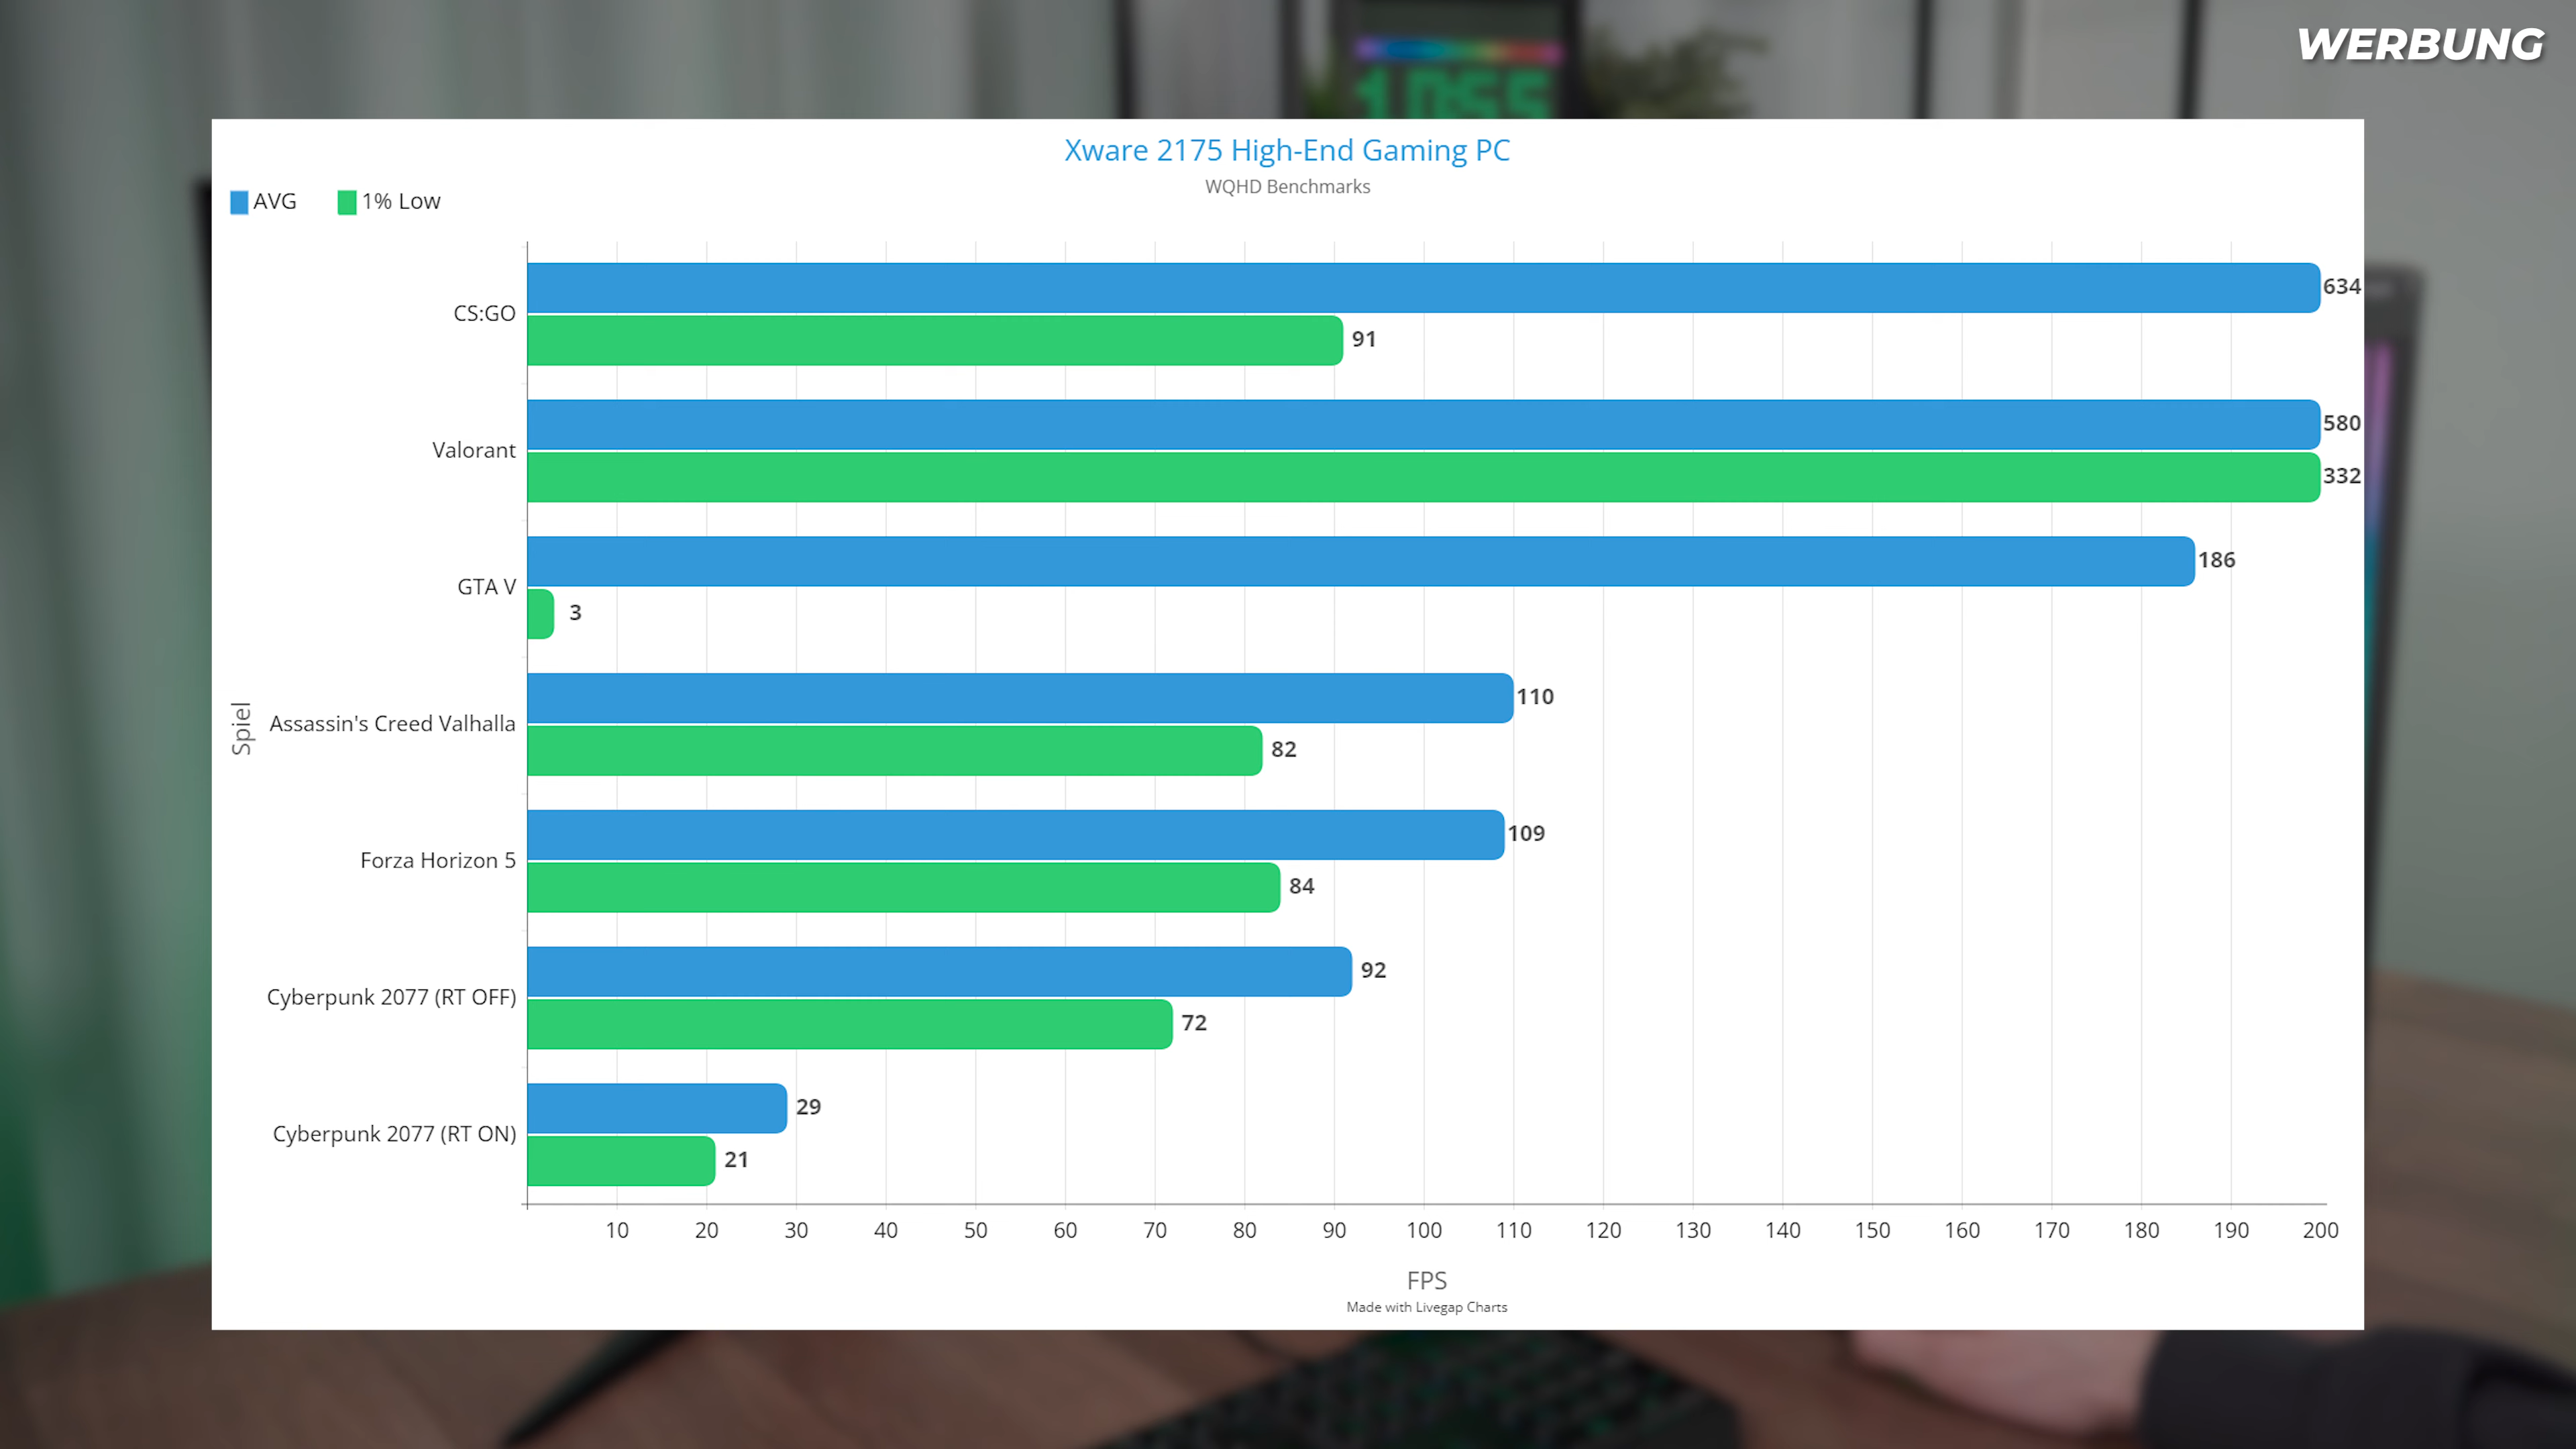 WERBUNG
1055
Xware 2175 High-End Gaming PC
WQHD Benchmarks
AVG
1% Low
CS:GO
634
91
Valorant
580
332
GTA V
186
3
Spiel
Assassin's Creed Valhalla
110
82
Forza Horizon 5
109
84
Cyberpunk 2077 (RT OFF)
92
72
Cyberpunk 2077 (RT ON)
29
21
10 20 30 40 50 60 70 80 90 100 110 120 130 140 150 160 170 180 190 200
FPS
Made with Livegap Charts